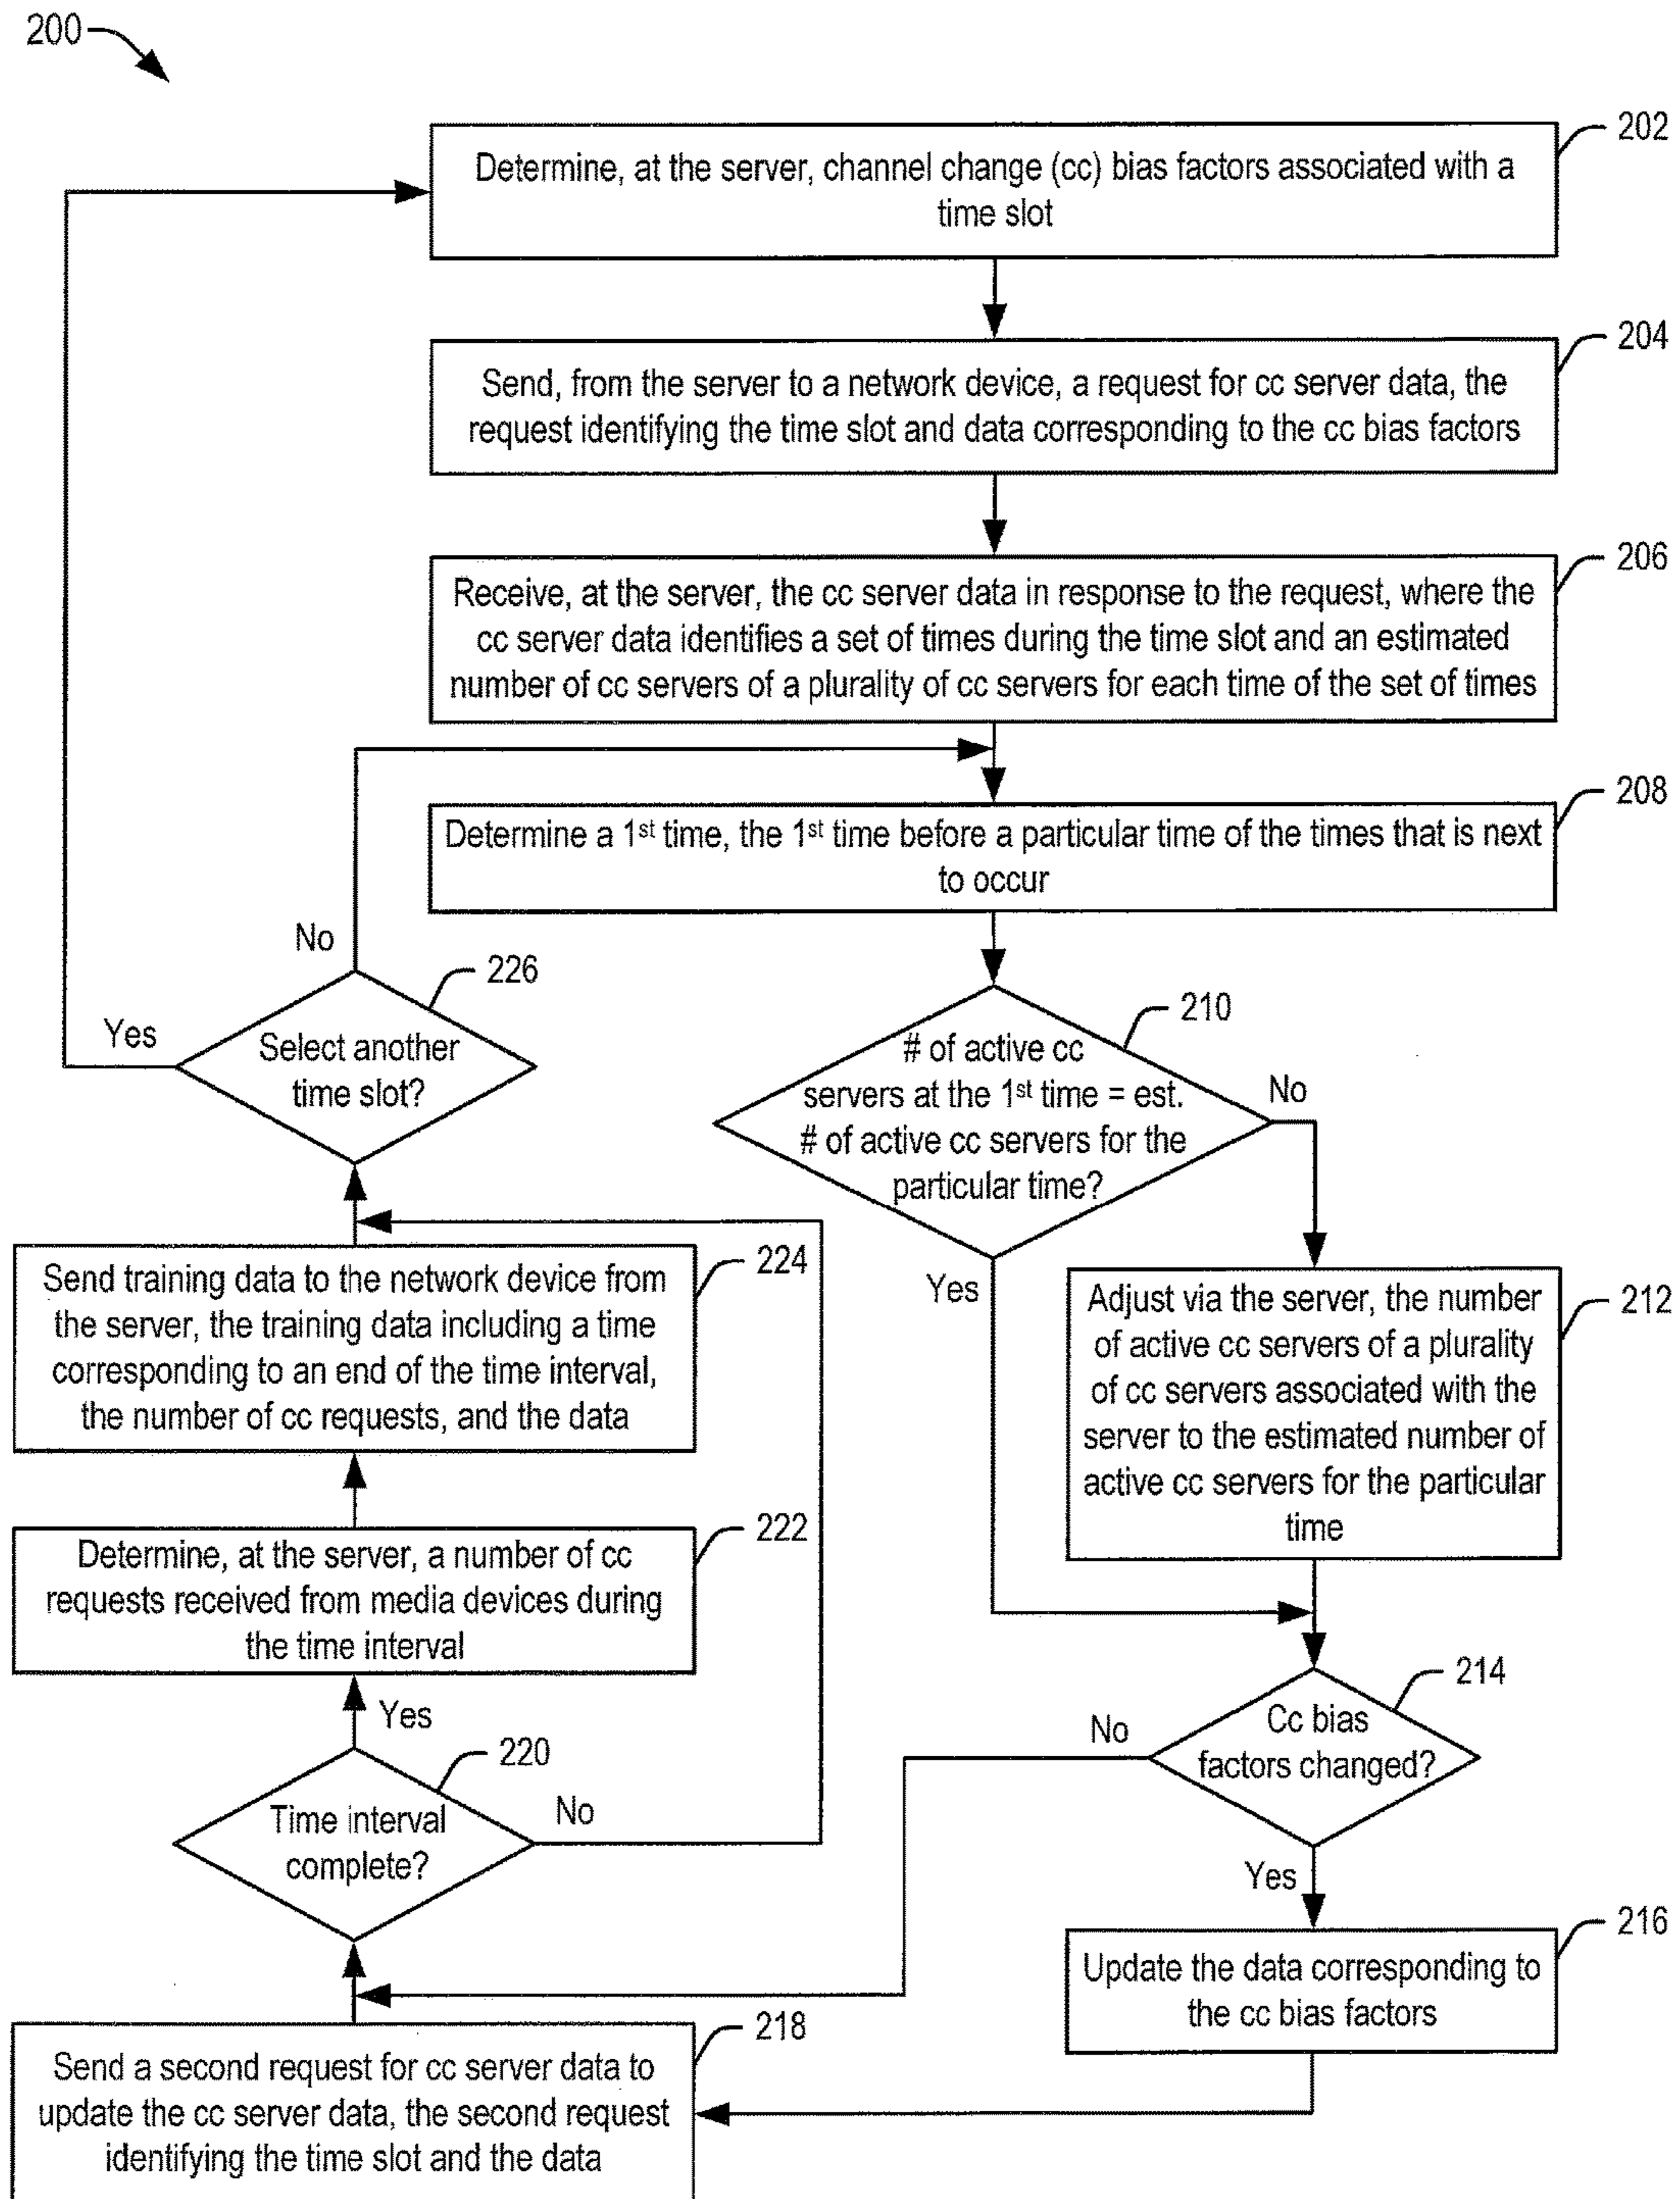 200
202
Determine, at the server, channel change (cc) bias factors associated with a
time slot
204
Send, from the server to a network device, a request for cc server data, the
request identifying the time slot and data corresponding to the cc bias factors
206
Receive, at the server, the cc server data in response to the request, where the
cc server data identifies a set of times during the time slot and an estimated
number of cc servers of a plurality of cc servers for each time of the set of times
208
Determine a 1st time, the 1st time before a particular time of the times that is next
to occur
210
# of active cc
servers at the 1st time = est.
# of active cc servers for the
particular time?
No
Yes
212
Adjust via the server, the number
of active cc servers of a plurality
of cc servers associated with the
server to the estimated number of
active cc servers for the particular
time
214
Cc bias
factors changed?
No
Yes
216
Update the data corresponding to
the cc bias factors
218
Send a second request for cc server data to
update the cc server data, the second request
identifying the time slot and the data
220
Time interval
complete?
No
Yes
222
Determine, at the server, a number of cc
requests received from media devices during
the time interval
224
Send training data to the network device from
the server, the training data including a time
corresponding to an end of the time interval,
the number of cc requests, and the data
226
Select another
time slot?
No
Yes